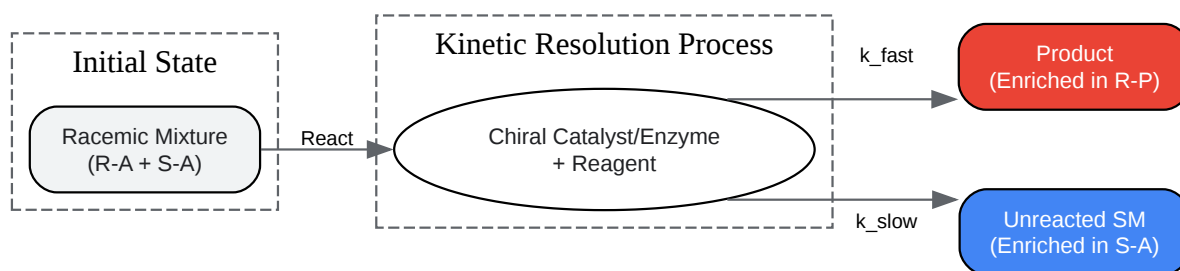 Initial State
Racemic Mixture
(R-A + S-A)
React
Kinetic Resolution Process
Chiral Catalyst/Enzyme
+ Reagent
k_fast
Product
(Enriched in R-P)
k_slow
Unreacted SM
(Enriched in S-A)